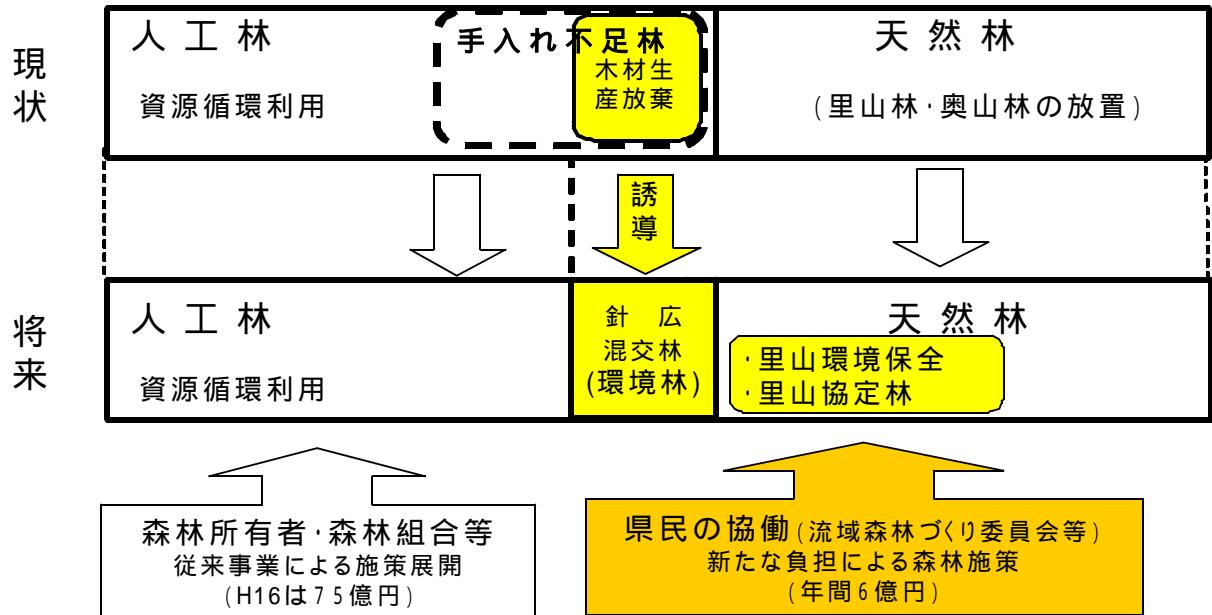 現状
人工林
手入れ不足林
天然林
木材生
産放棄
資源循環利用
(里山林・奥山林の放置)
誘導
将来
人工林
針 広
混交林
(環境林)
天然林
・里山環境保全
・里山協定林
資源循環利用
森林所有者・森林組合等
従来事業による施策展開
(H16は75億円)
県民の協働(流域森林づくり委員会等)
新たな負担による森林施策
(年間6億円)